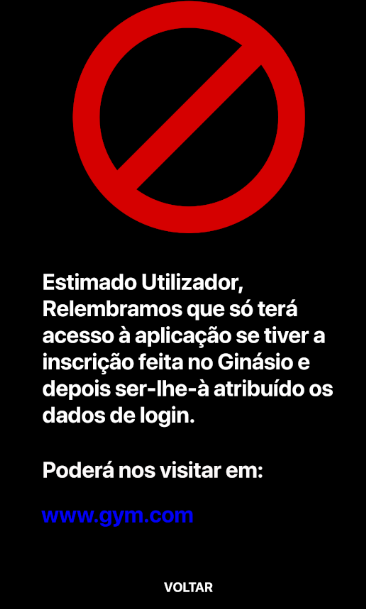 Estimado Utilizador,
Relembramos que só terá
acesso à aplicação se tiver a
inscrição feita no Ginásio e
depois ser-lhe-à atribuído os
dados de login.
Poderá nos visitar em:
www.gym.com
VOLTAR